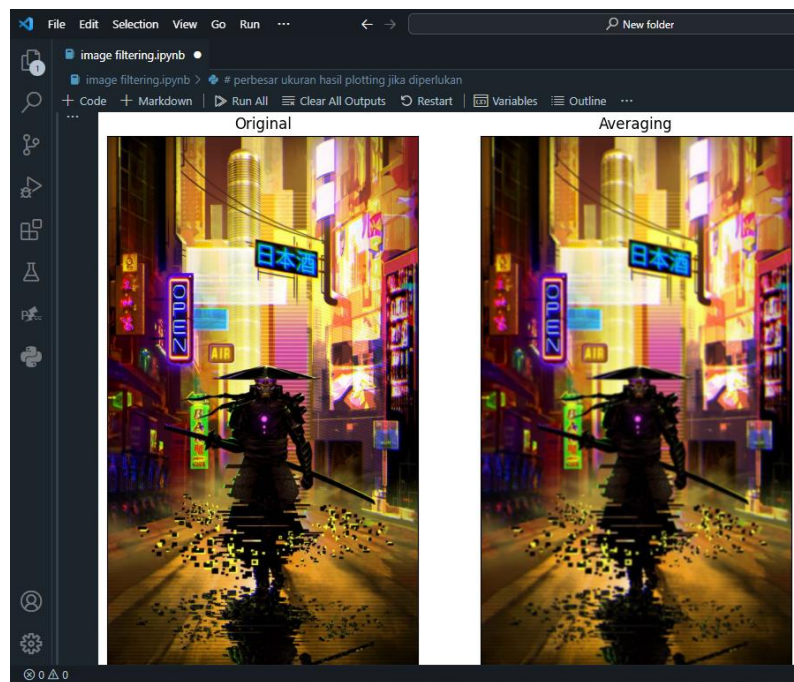 File Edit Selection View Go Run ··· ← → New folder
image filtering.ipynb ●
image filtering.ipynb > # perbesar ukuran hasil plotting jika diperlukan
+ Code + Markdown | Run All Clear All Outputs Restart | Variables Outline ···
1
···
Original Averaging
日本酒 日本酒
OPEN OPEN
AIR AIR
0 0